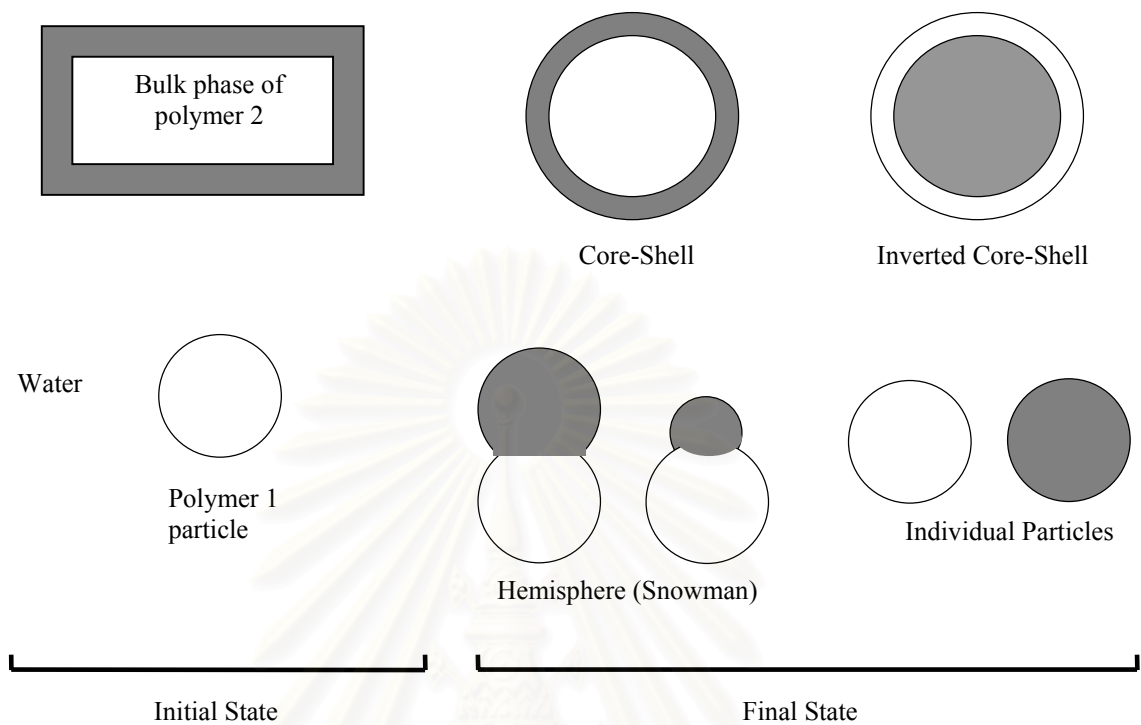 Bulk phase of
polymer 2
Core-Shell
Inverted Core-Shell
Water
Polymer 1
particle
Hemisphere (Snowman)
Individual Particles
Initial State
Final State